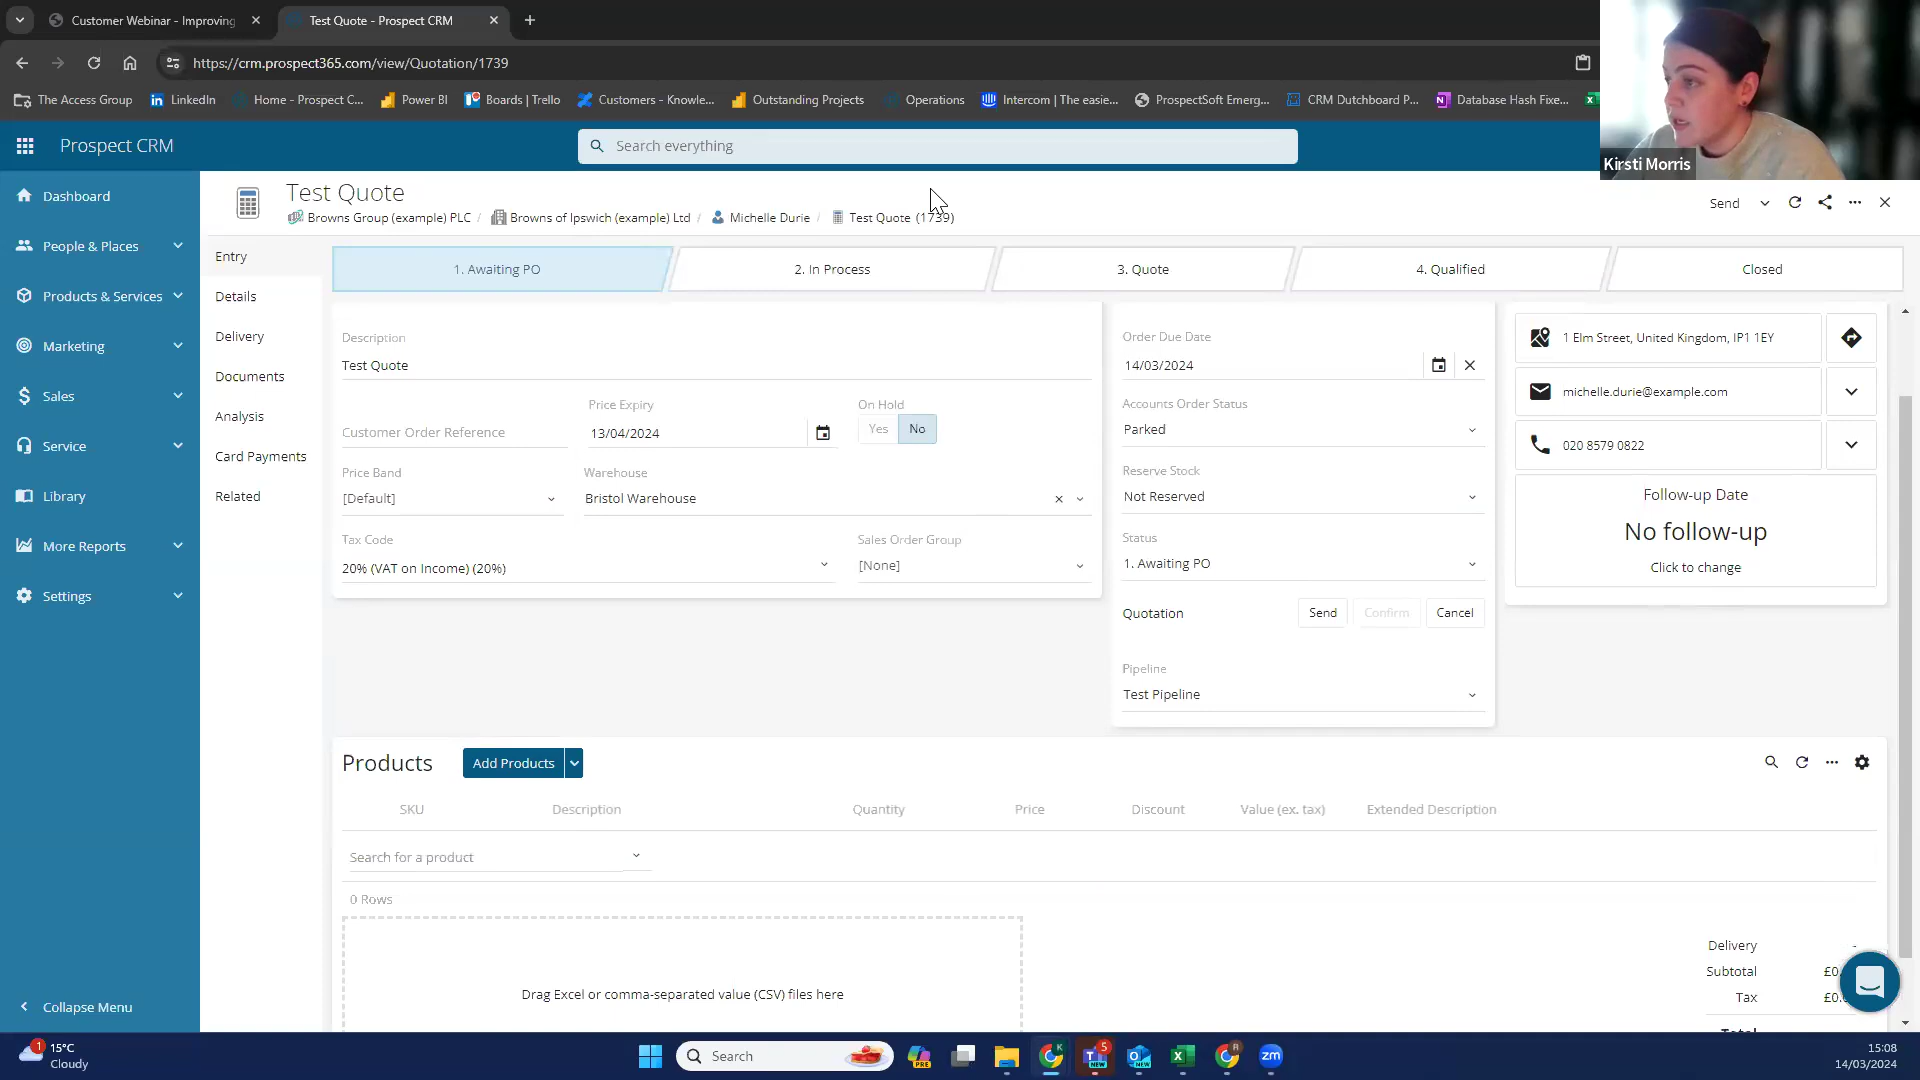 Customer Webinar - Improving
Test Quote - Prospect CRM
https://crm.prospect365.com/view/Quotation/1739
The Access Group
LinkedIn
Home - Prospect C...
Power BI
Boards | Trello
Customers - Knowle...
Outstanding Projects
Operations
Intercom | The easie...
ProspectSoft Emerg...
CRM Dutchboard P...
Database Hash Fixe...
Kirsti Morris
Prospect CRM
Search everything
Dashboard
People & Places
Products & Services
Marketing
Sales
Service
Library
More Reports
Settings
Collapse Menu
Test Quote
Browns Group (example) PLC / Browns of Ipswich (example) Ltd / Michelle Durie / Test Quote (1739)
Send
Entry
Details
Delivery
Documents
Analysis
Card Payments
Related
1. Awaiting PO
2. In Process
3. Quote
4. Qualified
Closed
Description
Test Quote
Customer Order Reference
Price Expiry
13/04/2024
On Hold
Yes
No
Price Band
[Default]
Warehouse
Bristol Warehouse
Tax Code
20% (VAT on Income) (20%)
Sales Order Group
[None]
Order Due Date
14/03/2024
Accounts Order Status
Parked
Reserve Stock
Not Reserved
Status
1. Awaiting PO
Quotation
Send
Confirm
Cancel
Pipeline
Test Pipeline
1 Elm Street, United Kingdom, IP1 1EY
michelle.durie@example.com
020 8579 0822
Follow-up Date
No follow-up
Click to change
Products
Add Products
SKU
Description
Quantity
Price
Discount
Value (ex. tax)
Extended Description
Search for a product
0 Rows
Drag Excel or comma-separated value (CSV) files here
Delivery
-
Subtotal
£0.
Tax
£0.
Total
1
15°C
Cloudy
Search
PRE
K
5
NEW
NEW
R
zm
15:08
14/03/2024